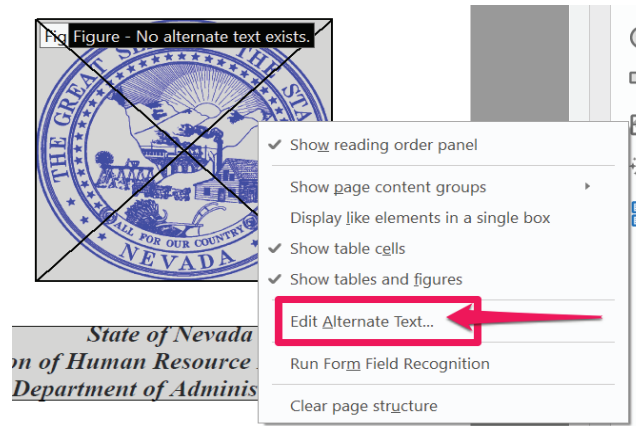 Fig Figure - No alternate text exists.
THE GREAT SEAL OF THE STATE
ALL FOR OUR COUNTRY
NEVADA
Show reading order panel
Show page content groups
Display like elements in a single box
Show table cells
Show tables and figures
Edit Alternate Text...
Run Form Field Recognition
Clear page structure
State of Nevada
on of Human Resource
Department of Adminis